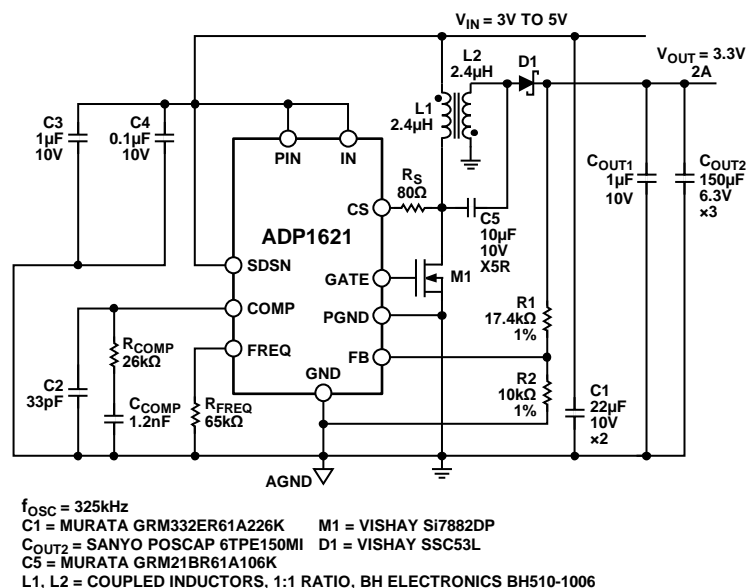 V_IN = 3V TO 5V
V_OUT = 3.3V
2A
L2
2.4µH
D1
L1
2.4µH
C3
1µF
10V
C4
0.1µF
10V
PIN
IN
R_S
80Ω
CS
C5
10µF
10V
X5R
C_OUT1
1µF
10V
C_OUT2
150µF
6.3V
×3
ADP1621
SDSN
GATE
M1
COMP
PGND
R1
17.4kΩ
1%
FREQ
FB
GND
R_COMP
26kΩ
C2
33pF
C_COMP
1.2nF
R_FREQ
65kΩ
R2
10kΩ
1%
C1
22µF
10V
×2
AGND
f_OSC = 325kHz
C1 = MURATA GRM332ER61A226K M1 = VISHAY Si7882DP
C_OUT2 = SANYO POSCAP 6TPE150MI D1 = VISHAY SSC53L
C5 = MURATA GRM21BR61A106K
L1, L2 = COUPLED INDUCTORS, 1:1 RATIO, BH ELECTRONICS BH510-1006